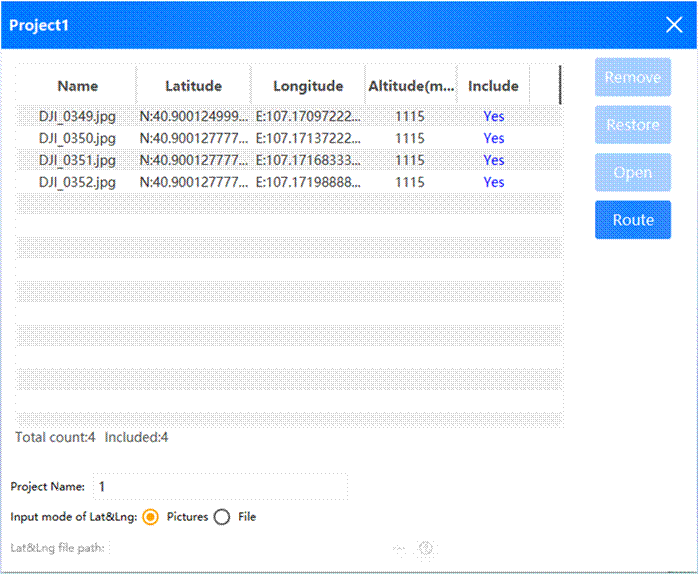 Project1
Name Latitude Longitude Altitude(m... Include
DJI_0349.jpg N:40.900124999... E:107.17097222... 1115 Yes
DJI_0350.jpg N:40.900127777... E:107.17137222... 1115 Yes
DJI_0351.jpg N:40.900127777... E:107.17168333... 1115 Yes
DJI_0352.jpg N:40.900127777... E:107.17198888... 1115 Yes
Remove
Restore
Open
Route
Total count:4 Included:4
Project Name: 1
Input mode of Lat&Lng: Pictures File
Lat&Lng file path: ...